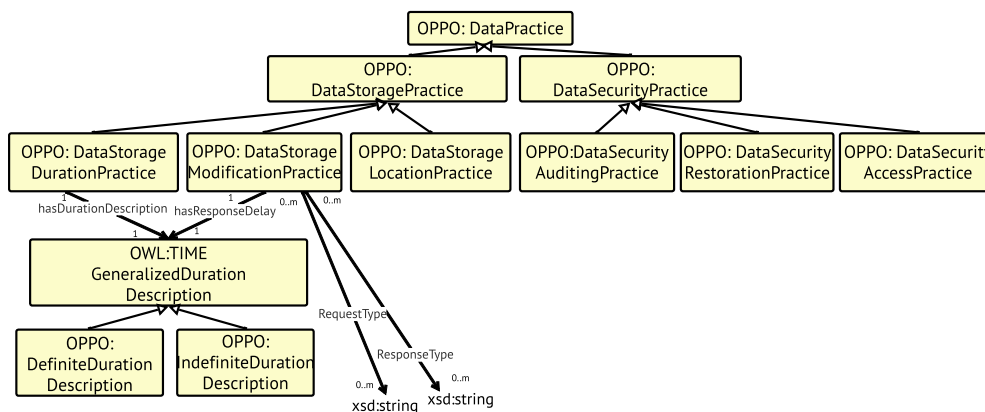 OPPO: DataPractice
OPPO:
DataStoragePractice
OPPO:
DataSecurityPractice
OPPO: DataStorage
DurationPractice
OPPO: DataStorage
ModificationPractice
OPPO: DataStorage
LocationPractice
OPPO:DataSecurity
AuditingPractice
OPPO: DataSecurity
RestorationPractice
OPPO: DataSecurity
AccessPractice
1
hasDurationDescription
1
1
hasResponseDelay
1
0..m
0..m
OWL:TIME
GeneralizedDuration
Description
OPPO:
DefiniteDuration
Description
OPPO:
IndefiniteDuration
Description
RequestType
ResponseType
0..m
0..m
xsd:string
xsd:string